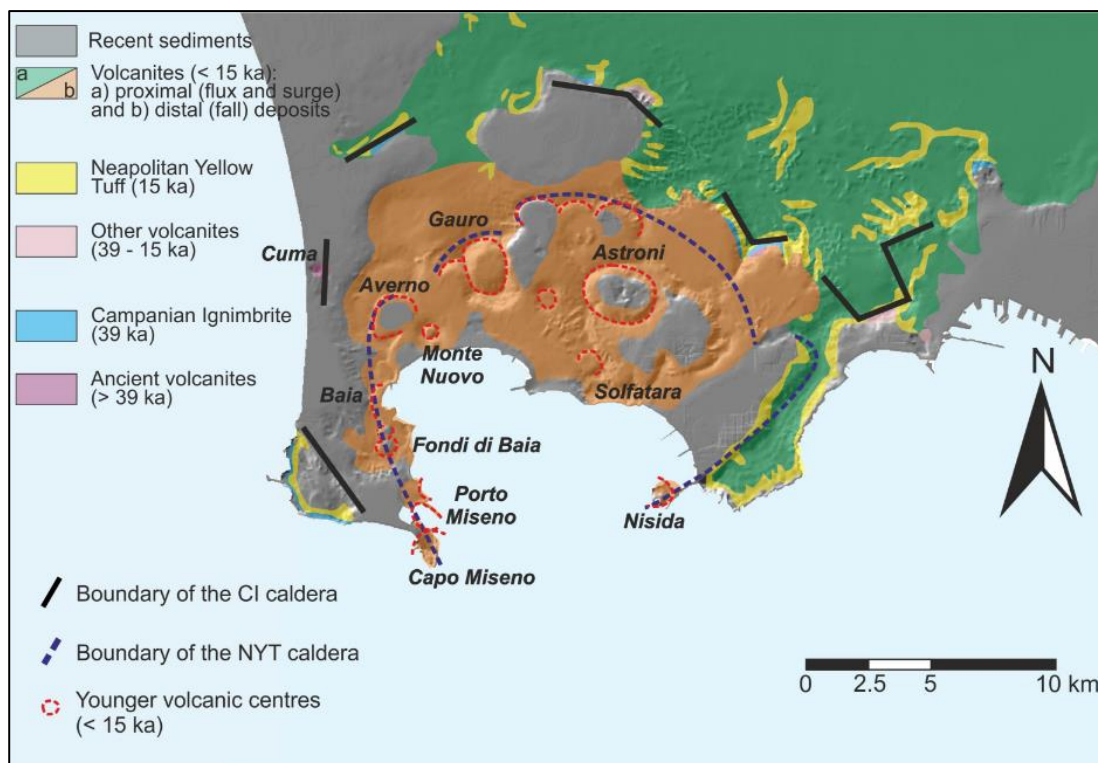 Recent sediments
a
b
Volcanites (< 15 ka):
a) proximal (flux and surge)
and b) distal (fall) deposits
Neapolitan Yellow
Tuff (15 ka)
Other volcanites
(39 - 15 ka)
Campanian Ignimbrite
(39 ka)
Ancient volcanites
(> 39 ka)
Gauro
Cuma
Astroni
Averno
Monte
Nuovo
Baia
Solfatara
Fondi di Baia
Porto
Miseno
Nisida
Capo Miseno
N
Boundary of the CI caldera
Boundary of the NYT caldera
Younger volcanic centres
(< 15 ka)
0 2.5 5 10 km